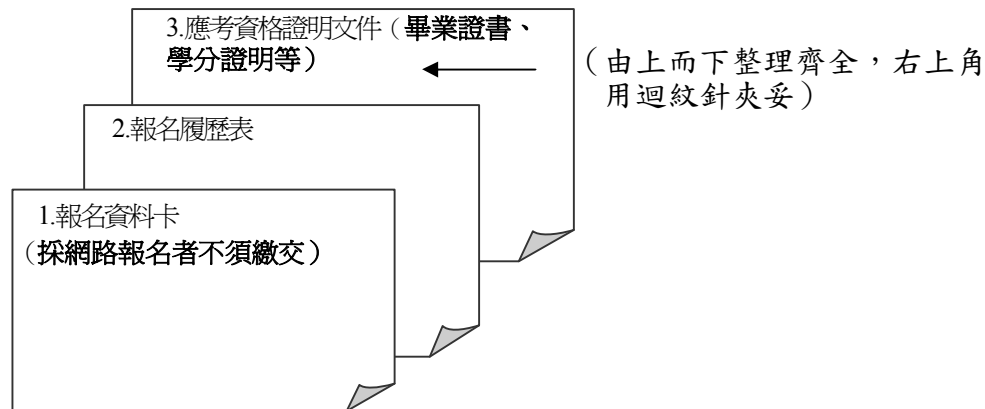 3.應考資格證明文件（畢業證書、
學分證明等）
（由上而下整理齊全，右上角
用迴紋針夾妥）
2.報名履歷表
1.報名資料卡
（採網路報名者不須繳交）